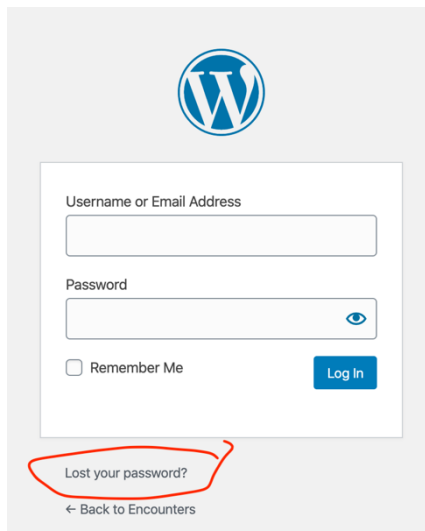 Username or Email Address
Password
Remember Me
Log In
Lost your password?
← Back to Encounters